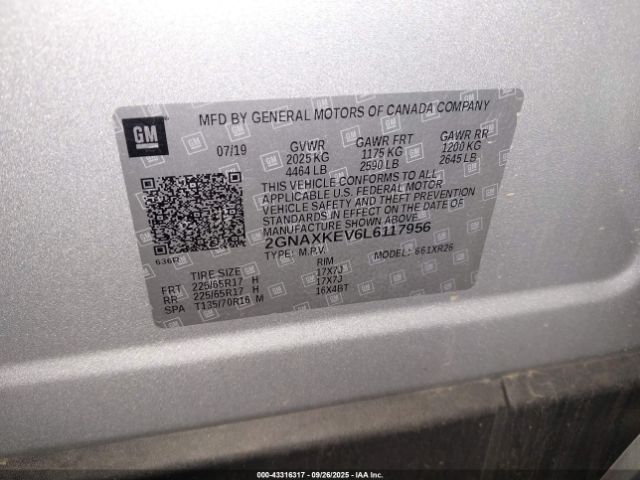 MFD BY GENERAL MOTORS OF CANADA COMPANY
GM
07/19 GVWR GAWR FRT GAWR RR
2025 KG 1175 KG 1200 KG
4464 LB 2590 LB 2645 LB
THIS VEHICLE CONFORMS TO ALL
APPLICABLE U.S. FEDERAL MOTOR
VEHICLE SAFETY AND THEFT PREVENTION
STANDARDS IN EFFECT ON THE DATE OF
MANUFACTURE SHOWN ABOVE.
2GNAXKEV6L6117956
636R TYPE: M.P.V. MODEL: 661XR26
TIRE SIZE RIM
FRT 225/65R17 H 17X7J
RR 225/65R17 H 17X7J
SPA T135/70R16 M 16X4BT
000-43316317 - 09/26/2025 - IAAI.com